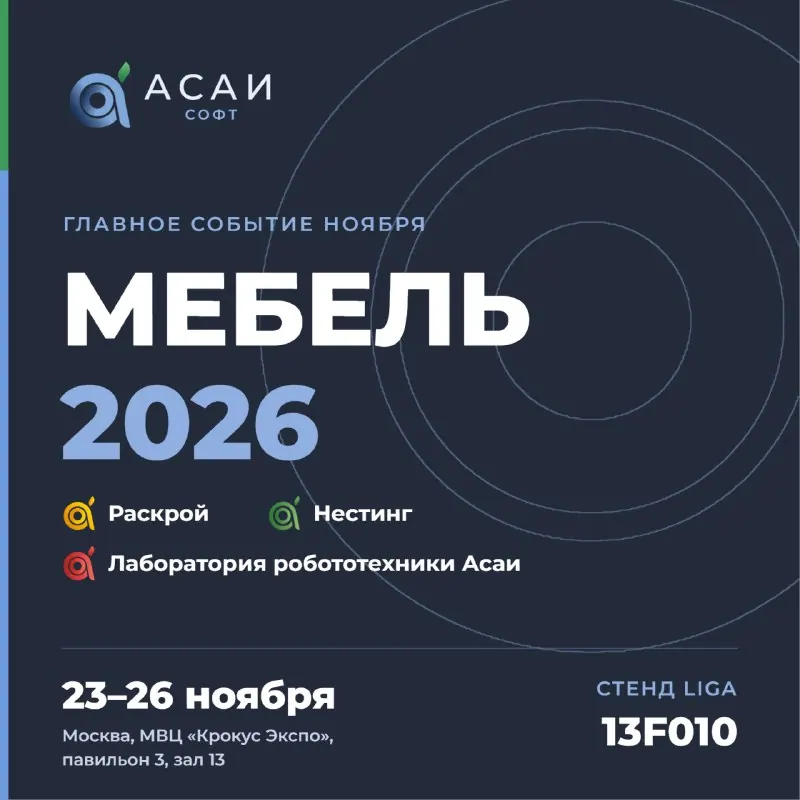 АСАИ
СОФТ
ГЛАВНОЕ СОБЫТИЕ НОЯБРЯ
МЕБЕЛЬ
2026
Раскрой
Нестинг
Лаборатория робототехники Асаи
23–26 ноября
Москва, МВЦ «Крокус Экспо»,
павильон 3, зал 13
СТЕНД LIGA
13F010